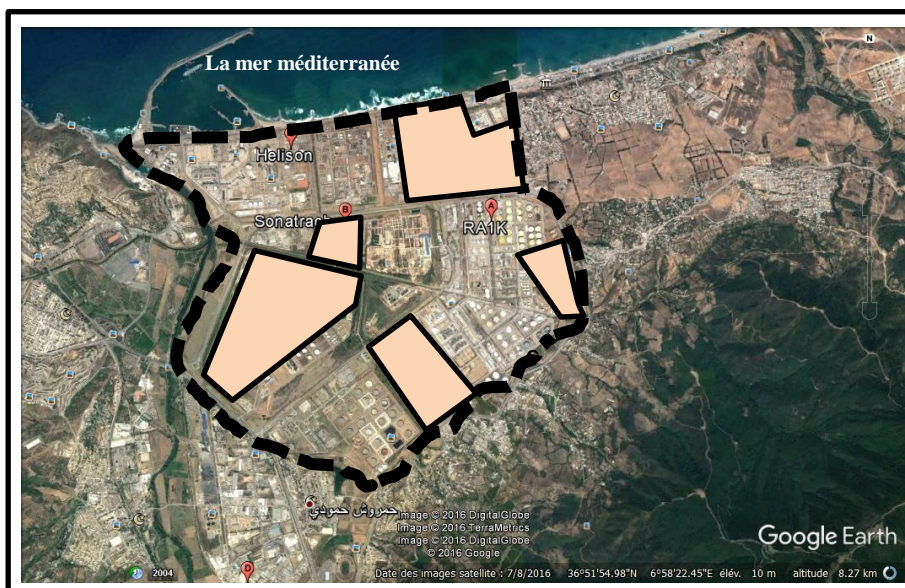 La mer méditerranée
N
Helison
B
Sonatrach
A
RA1K
حمروش حمودي
Image © 2016 DigitalGlobe
Image © 2016 TerraMetrics
Image © 2016 DigitalGlobe
© 2016 Google
Google Earth
D
2004
Date des images satellite : 7/8/2016 36°51'54.98"N 6°58'22.45"E élév. 10 m altitude 8.27 km